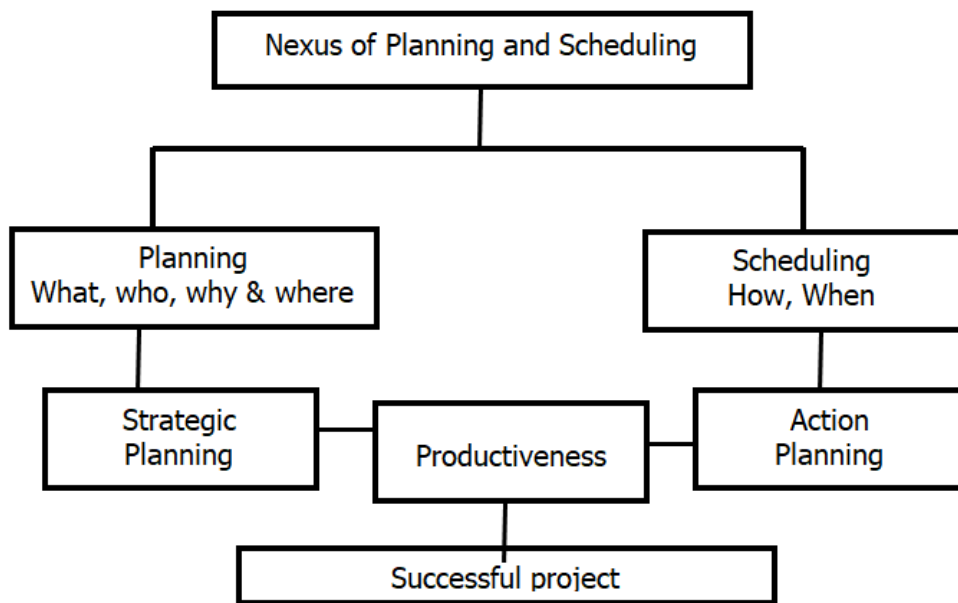 Nexus of Planning and Scheduling
Planning
What, who, why & where
Scheduling
How, When
Strategic
Planning
Productiveness
Action
Planning
Successful project